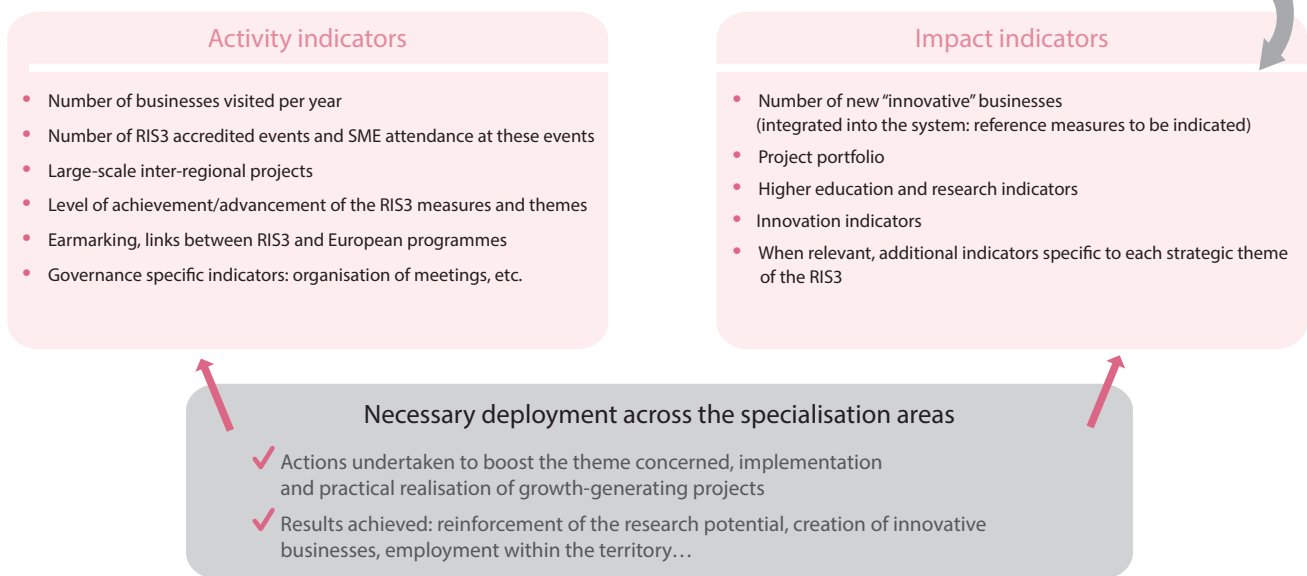 Activity indicators
• Number of businesses visited per year
• Number of RIS3 accredited events and SME attendance at these events
• Large-scale inter-regional projects
• Level of achievement/advancement of the RIS3 measures and themes
• Earmarking, links between RIS3 and European programmes
• Governance specific indicators: organisation of meetings, etc.
Impact indicators
• Number of new “innovative” businesses
(integrated into the system: reference measures to be indicated)
• Project portfolio
• Higher education and research indicators
• Innovation indicators
• When relevant, additional indicators specific to each strategic theme
of the RIS3
Necessary deployment across the specialisation areas
✓ Actions undertaken to boost the theme concerned, implementation
and practical realisation of growth-generating projects
✓ Results achieved: reinforcement of the research potential, creation of innovative
businesses, employment within the territory…